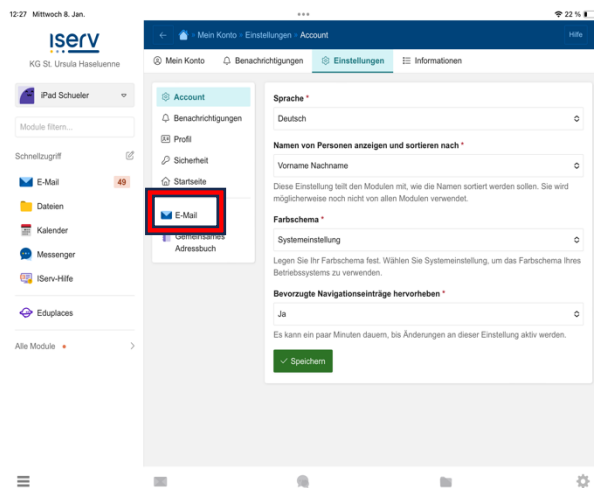 12:27 Mittwoch 8. Jan.
22 %
IServ
KG St. Ursula Haseluenne
iPad Schueler
Module filtern...
Schnellzugriff
E-Mail 49
Dateien
Kalender
Messenger
IServ-Hilfe
Eduplaces
Alle Module
Mein Konto › Einstellungen › Account
Hilfe
Mein Konto Benachrichtigungen Einstellungen Informationen
Account
Benachrichtigungen
Profil
Sicherheit
Startseite
E-Mail
Gemeinsames
Adressbuch
Sprache *
Deutsch
Namen von Personen anzeigen und sortieren nach *
Vorname Nachname
Diese Einstellung teilt den Modulen mit, wie die Namen sortiert werden sollen. Sie wird
möglicherweise noch nicht von allen Modulen verwendet.
Farbschema *
Systemeinstellung
Legen Sie Ihr Farbschema fest. Wählen Sie Systemeinstellung, um das Farbschema Ihres
Betriebssystems zu verwenden.
Bevorzugte Navigationseinträge hervorheben *
Ja
Es kann ein paar Minuten dauern, bis Änderungen an dieser Einstellung aktiv werden.
Speichern